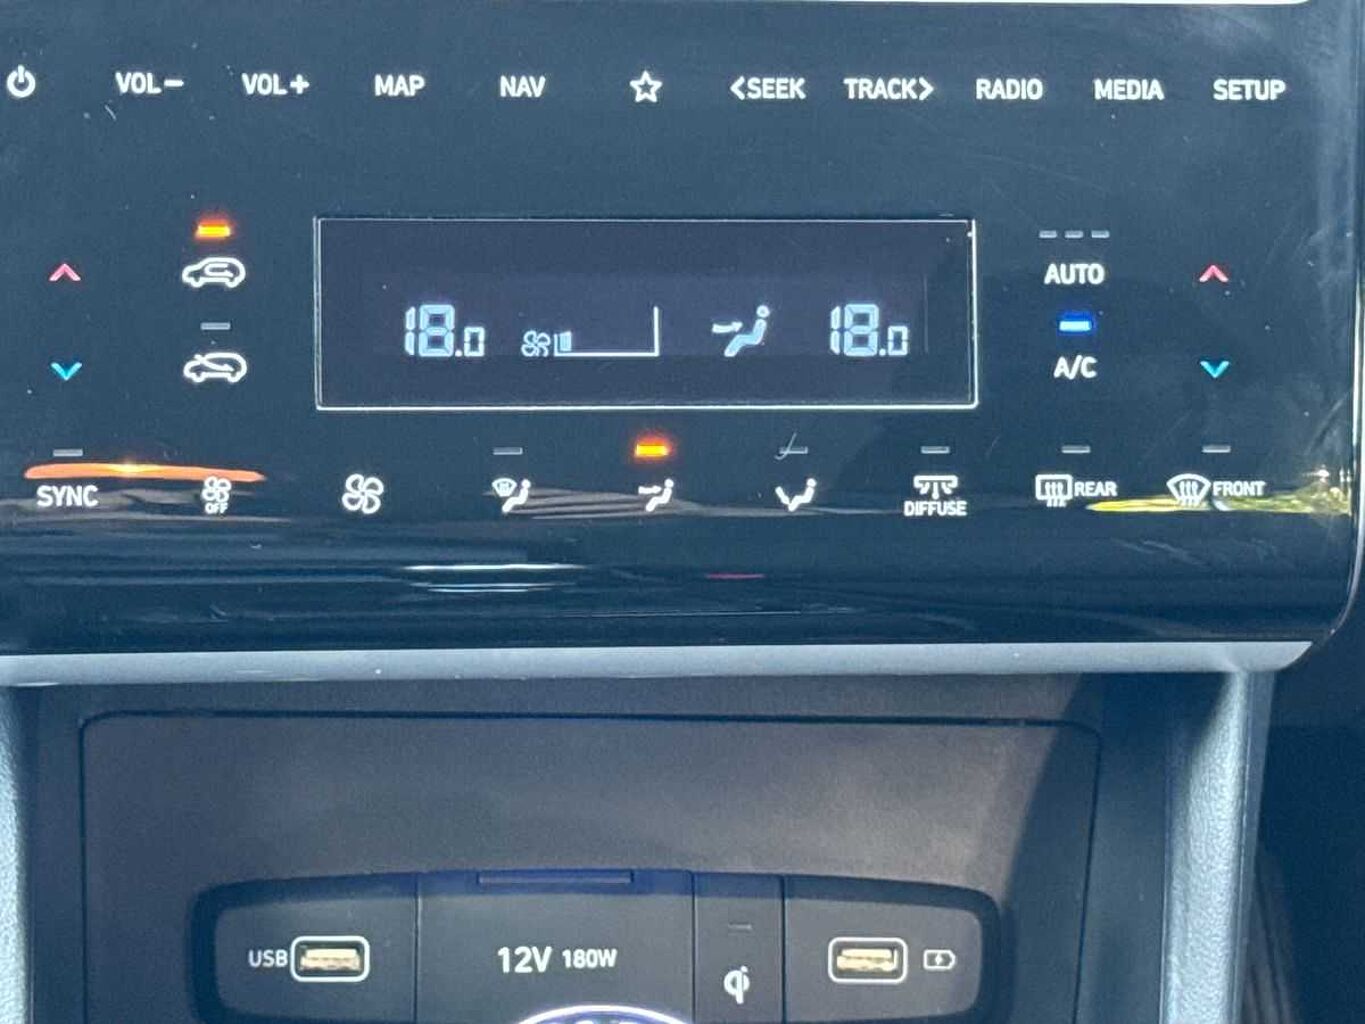 VOL− VOL+ MAP NAV <SEEK TRACK> RADIO MEDIA SETUP
AUTO
18.0 18.0
A/C
SYNC OFF DIFFUSE REAR FRONT
USB 12V 180W